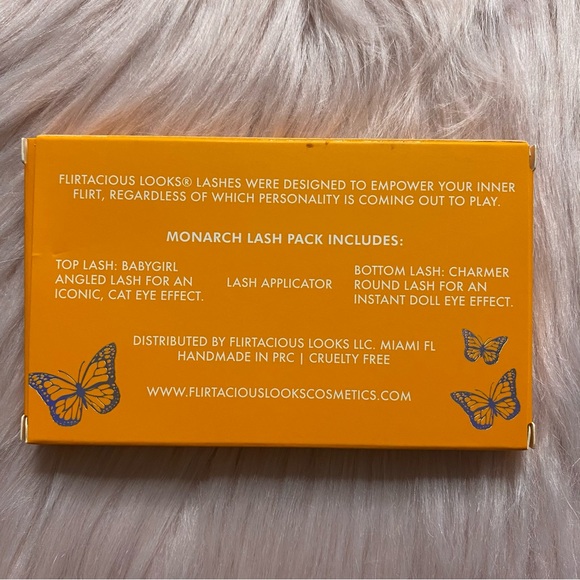 FLIRTACIOUS LOOKS® LASHES WERE DESIGNED TO EMPOWER YOUR INNER
FLIRT, REGARDLESS OF WHICH PERSONALITY IS COMING OUT TO PLAY.
MONARCH LASH PACK INCLUDES:
TOP LASH: BABYGIRL
ANGLED LASH FOR AN
ICONIC, CAT EYE EFFECT.
LASH APPLICATOR
BOTTOM LASH: CHARMER
ROUND LASH FOR AN
INSTANT DOLL EYE EFFECT.
DISTRIBUTED BY FLIRTACIOUS LOOKS LLC. MIAMI FL
HANDMADE IN PRC | CRUELTY FREE
WWW.FLIRTACIOUSLOOKSCOSMETICS.COM